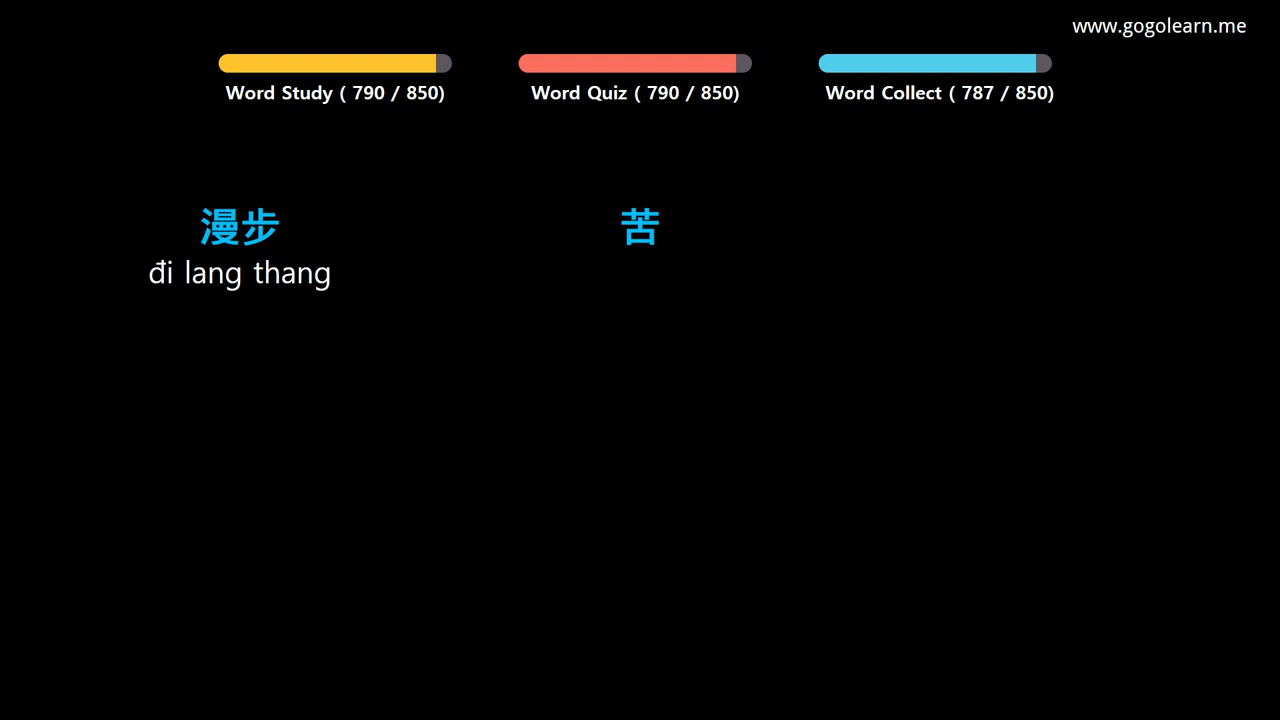 www.gogolearn.me
Word Study ( 790 / 850)
Word Quiz ( 790 / 850)
Word Collect ( 787 / 850)
漫步
đi lang thang
苦